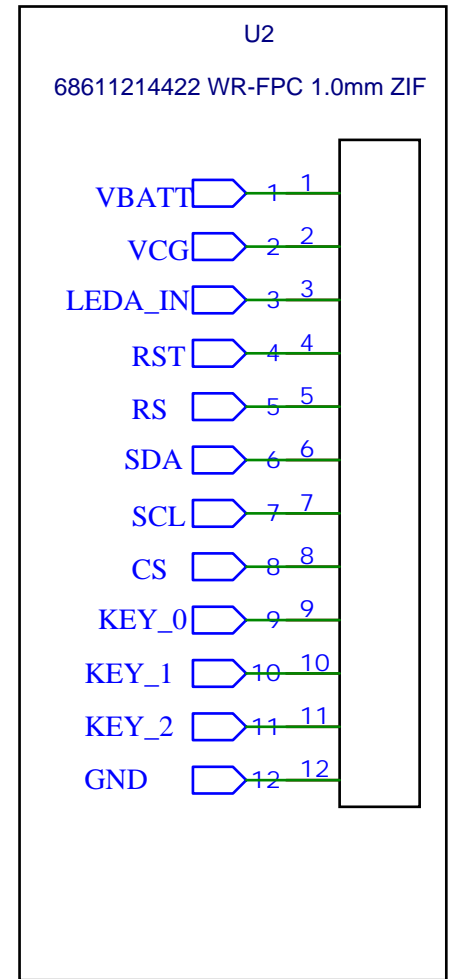 U2
68611214422 WR-FPC 1.0mm ZIF
VBATT 1 1
VCG 2 2
LEDA_IN 3 3
RST 4 4
RS 5 5
SDA 6 6
SCL 7 7
CS 8 8
KEY_0 9 9
KEY_1 10 10
KEY_2 11 11
GND 12 12